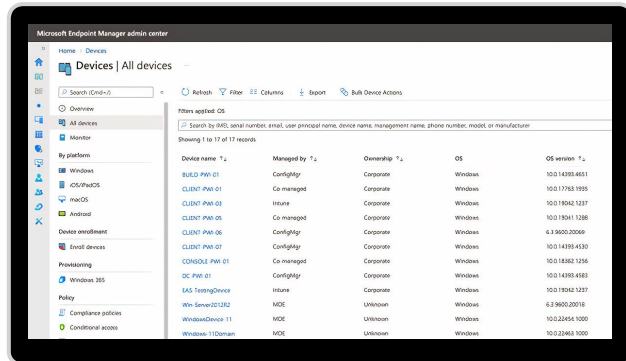 Microsoft Endpoint Manager admin center
Home > Devices
Devices | All devices
Search (Cmd+/)
Overview
All devices
Monitor
By platform
Windows
iOS/iPadOS
macOS
Android
Device enrollment
Enroll devices
Provisioning
Windows 365
Policy
Compliance policies
Conditional access
Refresh Filter Columns Export Bulk Device Actions
Filters applied: OS
Search by IMEI, serial number, email, user principal name, device name, management name, phone number, model, or manufacturer
Showing 1 to 17 of 17 records
Device name ↑↓ Managed by ↑↓ Ownership ↑↓ OS OS version ↑↓
BUILD-PWI-01 ConfigMgr Corporate Windows 10.0.14393.4651
CLIENT-PWI-01 Co-managed Corporate Windows 10.0.17763.1935
CLIENT-PWI-03 Intune Corporate Windows 10.0.19042.1237
CLIENT-PWI-05 Co-managed Corporate Windows 10.0.19041.1288
CLIENT-PWI-06 ConfigMgr Corporate Windows 6.3.9600.20069
CLIENT-PWI-07 ConfigMgr Corporate Windows 10.0.14393.4530
CONSOLE-PWI-01 Co-managed Corporate Windows 10.0.18362.1256
DC-PWI-01 ConfigMgr Corporate Windows 10.0.14393.4583
EAS-TestingDevice Intune Corporate Windows 10.0.19042.1237
Win-Server2012R2 MDE Unknown Windows 6.3.9600.20018
WindowsDevice-11 MDE Unknown Windows 10.0.22454.1000
Windows-11Domain MDE Unknown Windows 10.0.22463.1000